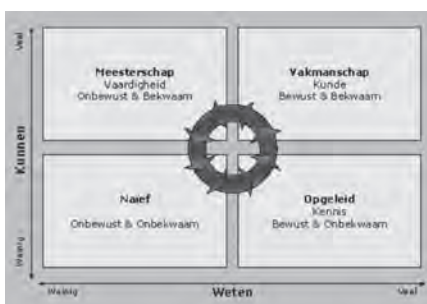 Veel
Meesterschap
Vaardigheid
Onbewust & Bekwaam
Vakmanschap
Kunde
Bewust & Bekwaam
Kunnen
Naïef
Onbewust & Onbekwaam
Opgeleid
Kennis
Bewust & Onbekwaam
Weinig
Weinig
Weten
Veel